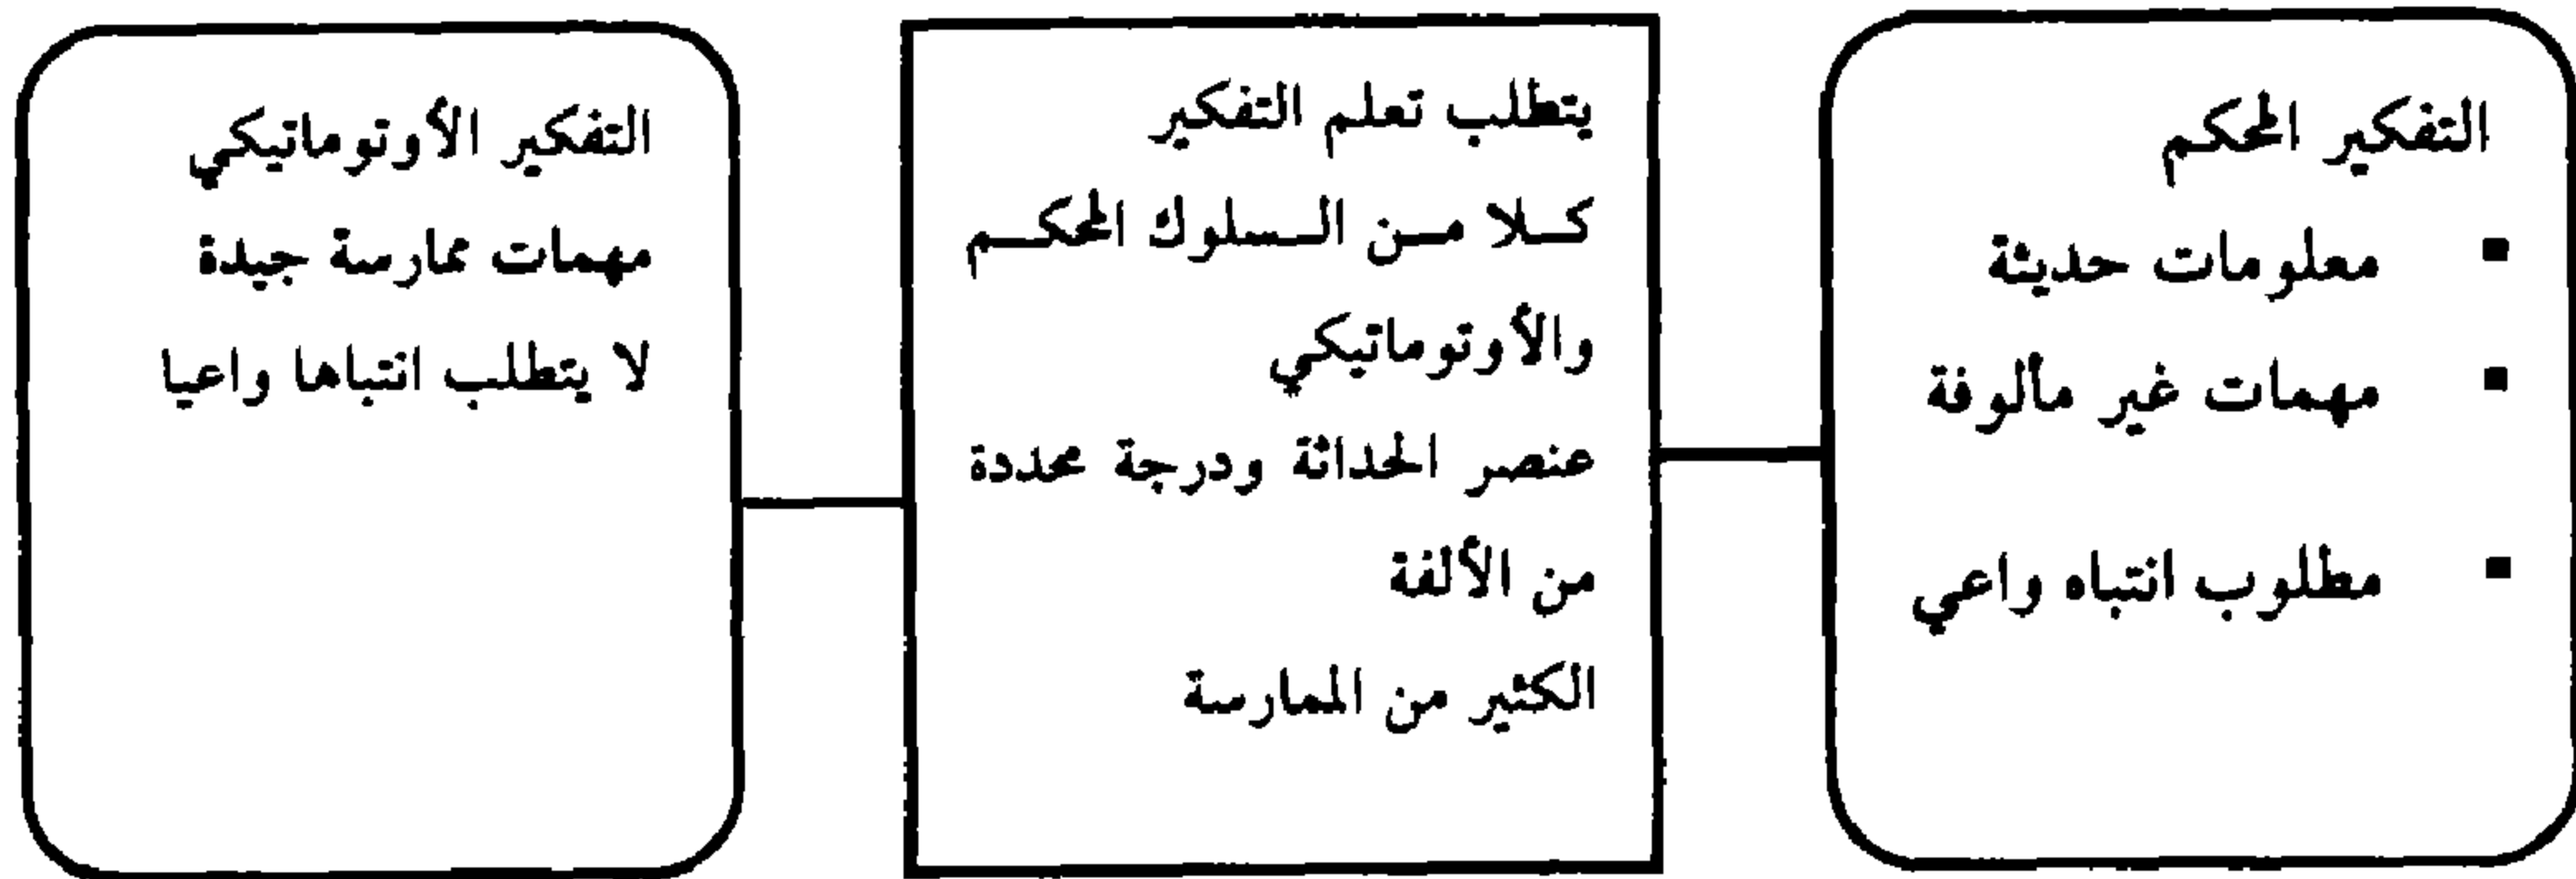 التفكير المحكم
▪ معلومات حديثة
▪ مهمات غير مألوفة
▪ مطلوب انتباه واعي
يتطلب تعلم التفكير
كلا من السلوك المحكم
والأوتوماتيكي
عنصر الحداثة ودرجة محددة
من الألفة
الكثير من الممارسة
التفكير الأوتوماتيكي
مهمات ممارسة جيدة
لا يتطلب انتباها واعيا